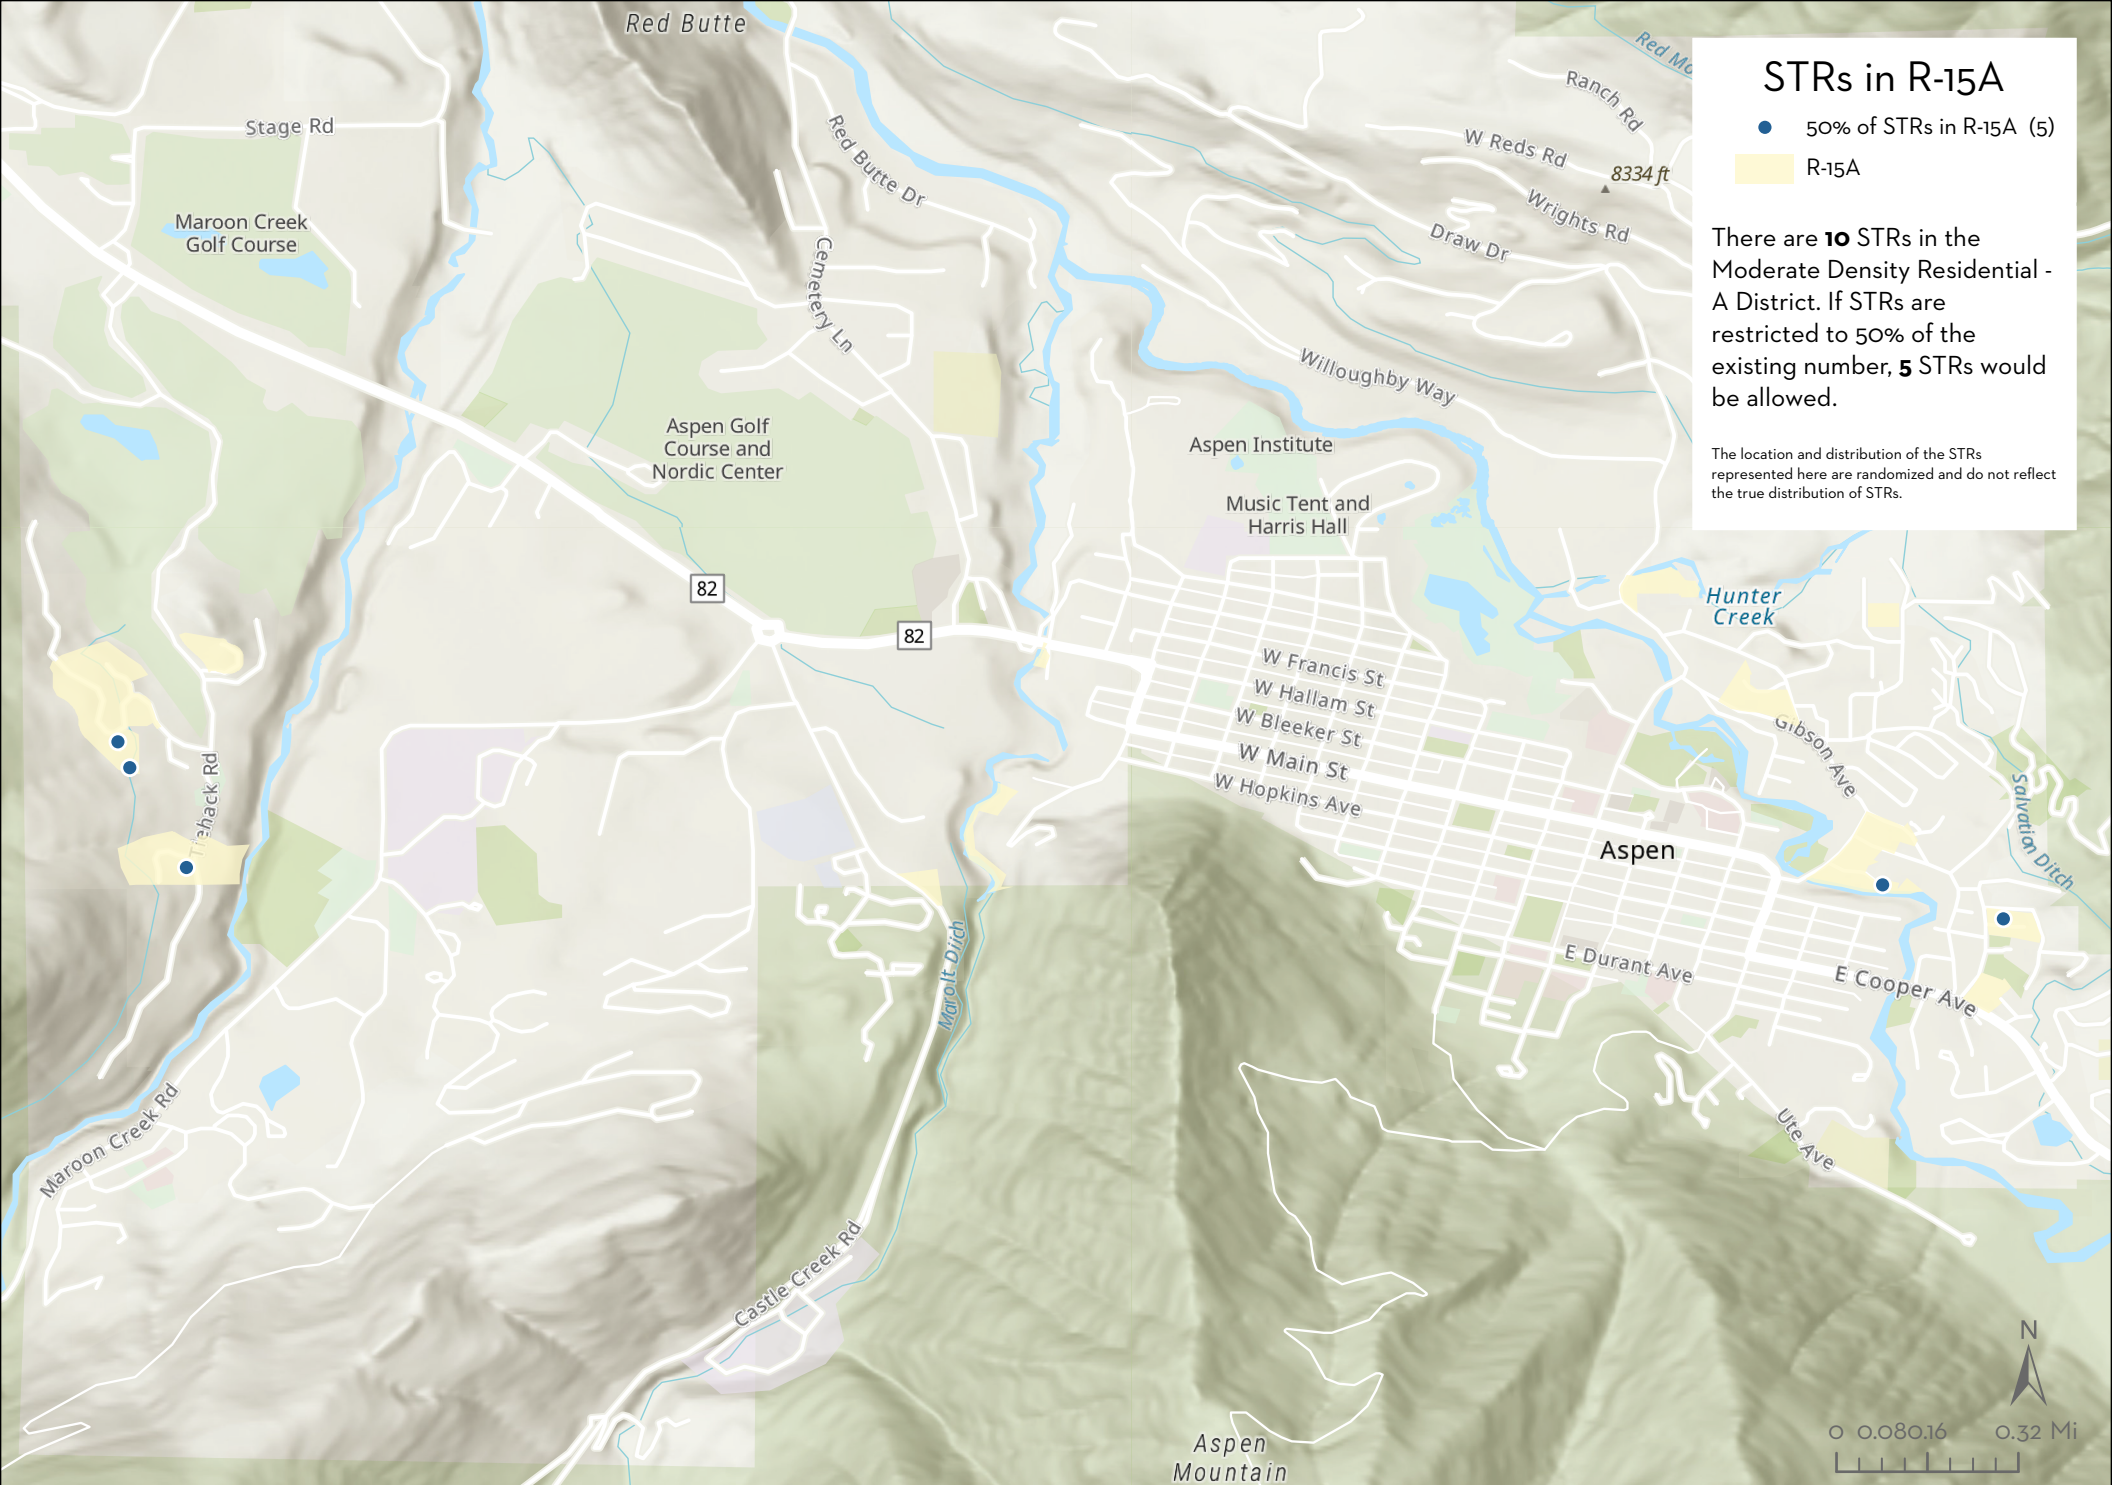 Red Butte
Red Mo
STRs in R-15A
50% of STRs in R-15A (5)
R-15A
There are 10 STRs in the
Moderate Density Residential -
A District. If STRs are
restricted to 50% of the
existing number, 5 STRs would
be allowed.
The location and distribution of the STRs
represented here are randomized and do not reflect
the true distribution of STRs.
Ranch Rd
W Reds Rd
8334 ft
Wrights Rd
Draw Dr
Stage Rd
Red Butte Dr
Maroon Creek
Golf Course
Cemetery Ln
Willoughby Way
Aspen Golf
Course and
Nordic Center
Aspen Institute
Music Tent and
Harris Hall
82
82
Hunter
Creek
W Francis St
W Hallam St
W Bleeker St
W Main St
W Hopkins Ave
Gibson Ave
Salvation Ditch
Aspen
Tiehack Rd
Marolt Ditch
E Durant Ave
E Cooper Ave
Maroon Creek Rd
Ute Ave
Castle Creek Rd
Aspen
Mountain
N
0 0.080.16 0.32 Mi